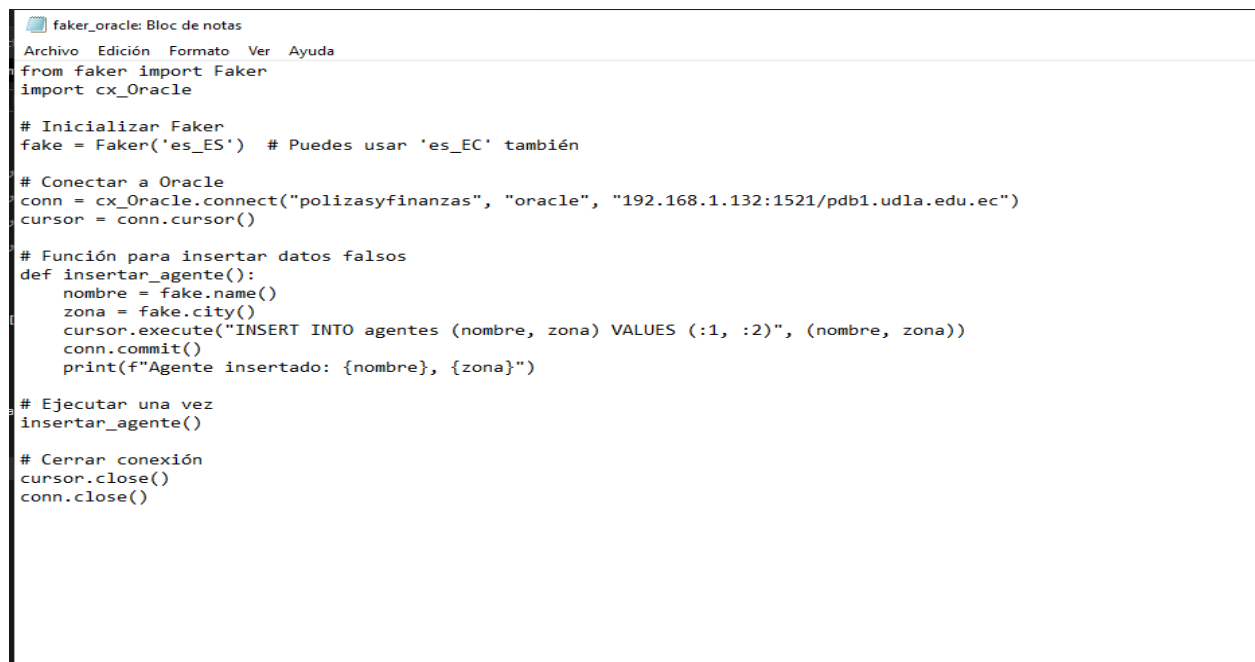 faker_oracle: Bloc de notas
Archivo Edición Formato Ver Ayuda
from faker import Faker
import cx_Oracle

# Inicializar Faker
fake = Faker('es_ES')  # Puedes usar 'es_EC' también

# Conectar a Oracle
conn = cx_Oracle.connect("polizasyfinanzas", "oracle", "192.168.1.132:1521/pdb1.udla.edu.ec")
cursor = conn.cursor()

# Función para insertar datos falsos
def insertar_agente():
    nombre = fake.name()
    zona = fake.city()
    cursor.execute("INSERT INTO agentes (nombre, zona) VALUES (:1, :2)", (nombre, zona))
    conn.commit()
    print(f"Agente insertado: {nombre}, {zona}")

# Ejecutar una vez
insertar_agente()

# Cerrar conexión
cursor.close()
conn.close()